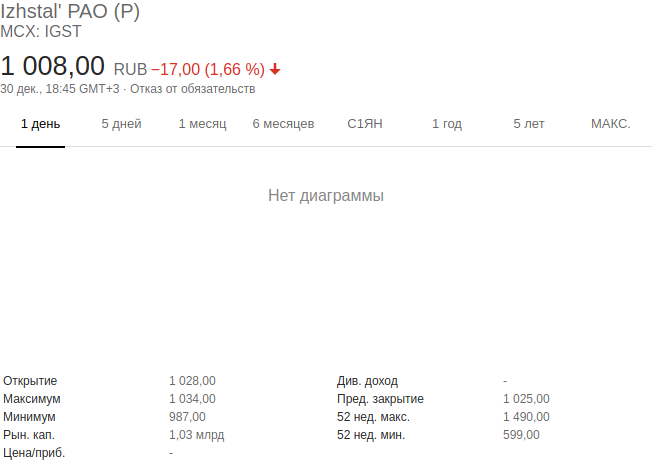 Izhstal' PAO (P)
MCX: IGST
1 008,00 RUB −17,00 (1,66 %)
30 дек., 18:45 GMT+3 · Отказ от обязательств
1 день 5 дней 1 месяц 6 месяцев С1ЯН 1 год 5 лет МАКС.
Нет диаграммы
Открытие 1 028,00 Див. доход -
Максимум 1 034,00 Пред. закрытие 1 025,00
Минимум 987,00 52 нед. макс. 1 490,00
Рын. кап. 1,03 млрд 52 нед. мин. 599,00
Цена/приб. -